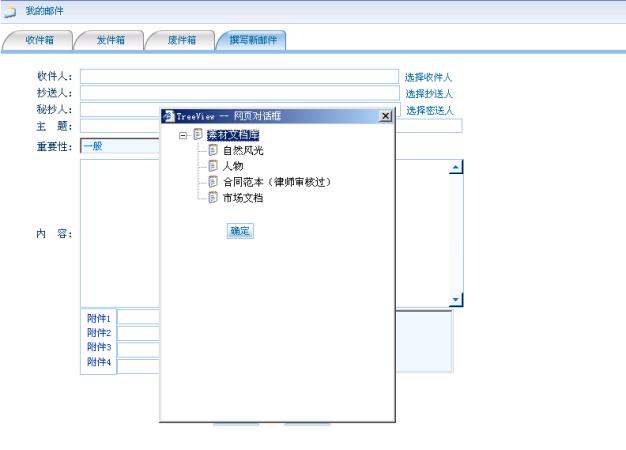 我的邮件
收件箱 发件箱 废件箱 撰写新邮件
收件人： 选择收件人
抄送人： 选择抄送人
秘抄人： 选择密送人
主 题：
重要性： 一般
内 容：
附件1
附件2
附件3
附件4
TreeView -- 网页对话框
素材文档库
自然风光
人物
合同范本（律师审核过）
市场文档
确定